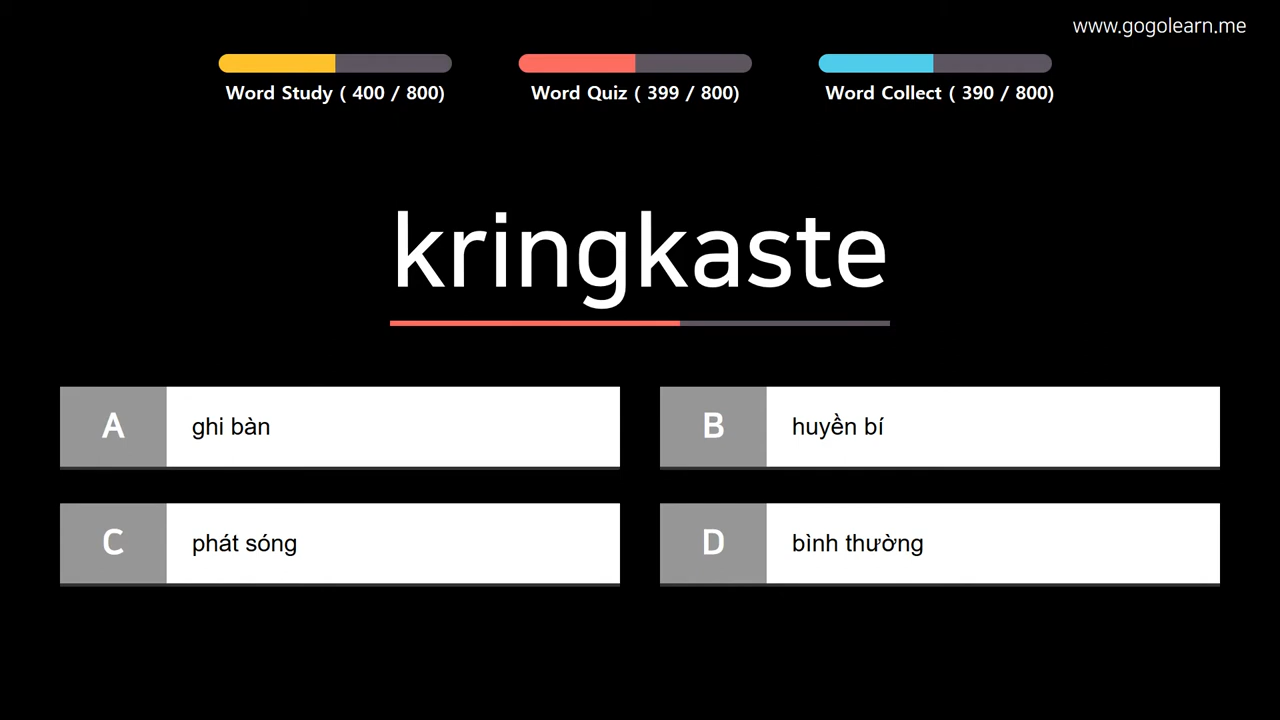 www.gogolearn.me
Word Study ( 400 / 800)
Word Quiz ( 399 / 800)
Word Collect ( 390 / 800)
kringkaste
A
ghi bàn
B
huyền bí
C
phát sóng
D
bình thường